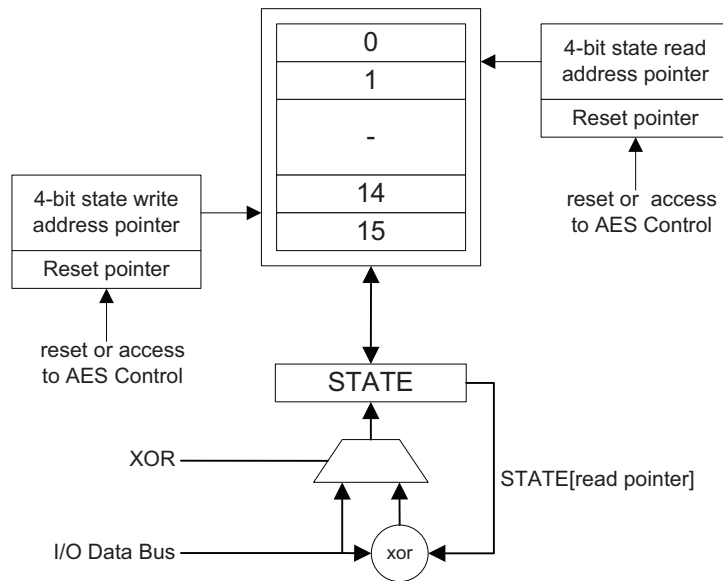 0
1
-
14
15
4-bit state read
address pointer
Reset pointer
reset or access
to AES Control
4-bit state write
address pointer
Reset pointer
reset or access
to AES Control
STATE
XOR
STATE[read pointer]
I/O Data Bus
xor